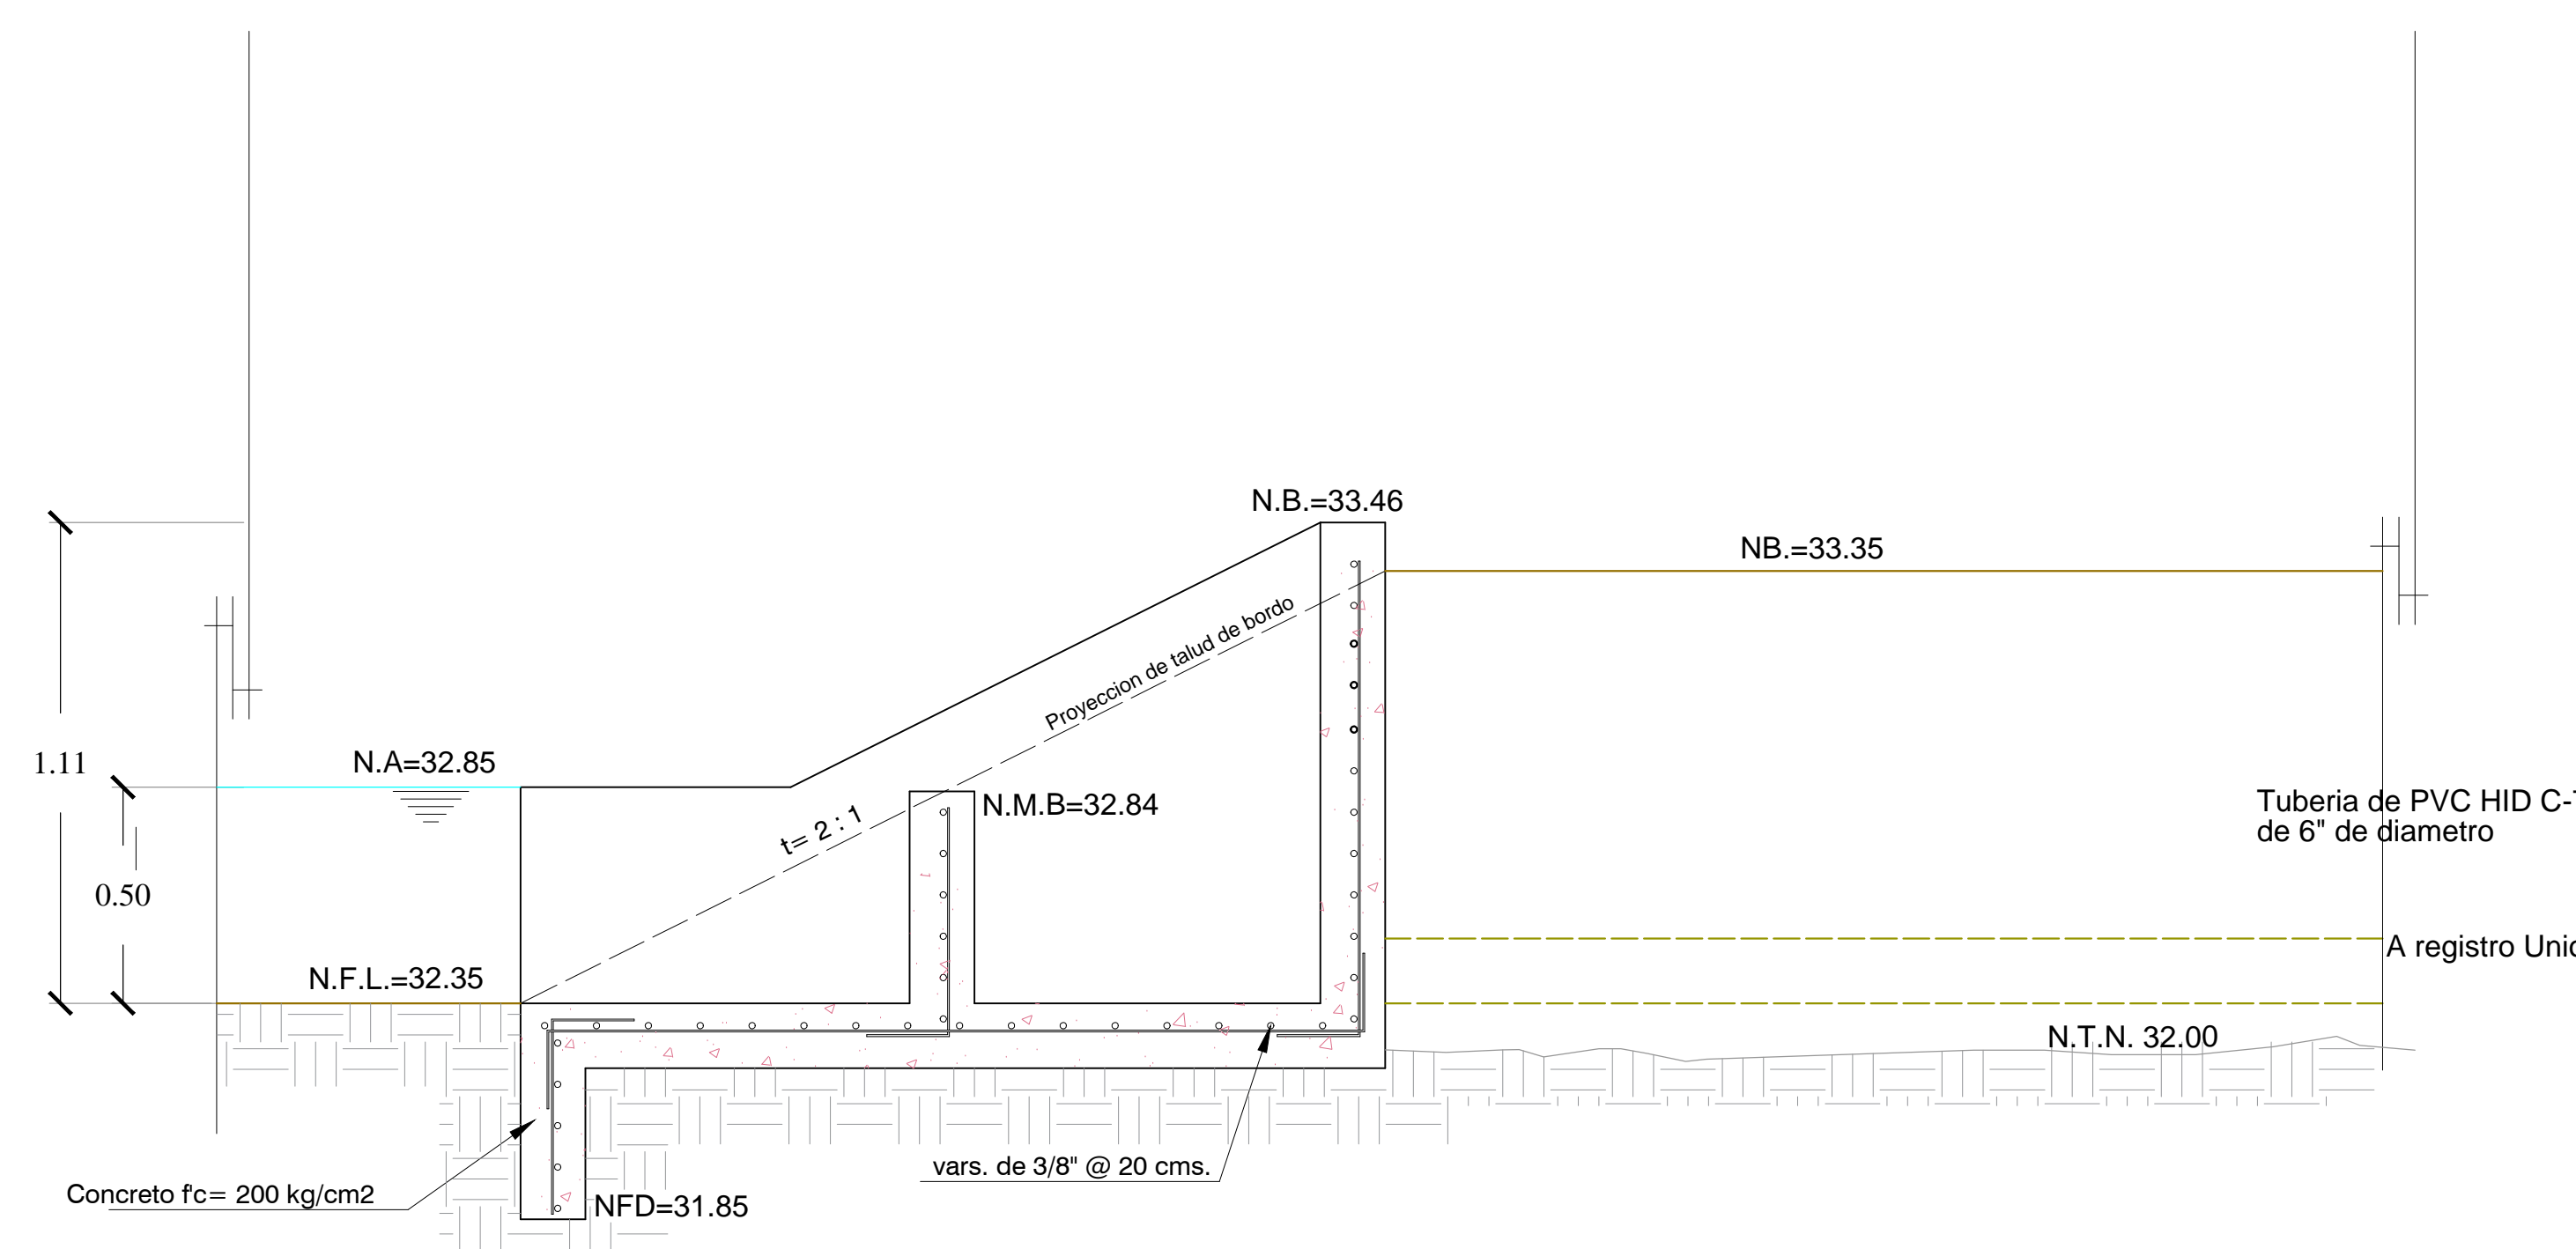 N.B.=33.46
NB.=33.35
Proyeccion de talud de bordo
1.11
N.A=32.85
N.M.B=32.84
t= 2 : 1
Tuberia de PVC HID C-
de 6" de diametro
0.50
A registro
N.F.L.=32.35
N.T.N. 32.00
vars. de 3/8" @ 20 cms.
Concreto f'c= 200 kg/cm2
NFD=31.85